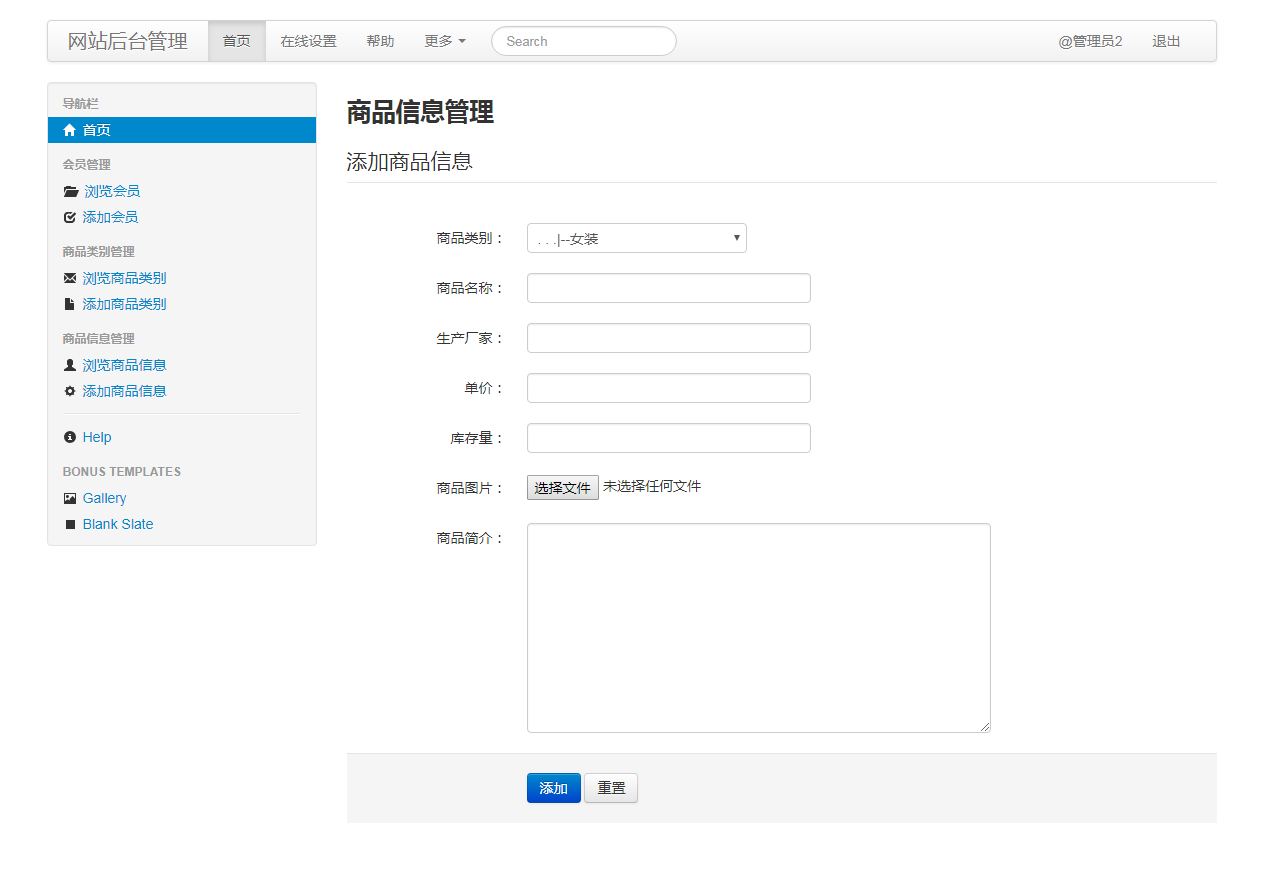 网站后台管理 首页 在线设置 帮助 更多 Search @管理员2 退出
导航栏
首页
会员管理
浏览会员
添加会员
商品类别管理
浏览商品类别
添加商品类别
商品信息管理
浏览商品信息
添加商品信息
Help
BONUS TEMPLATES
Gallery
Blank Slate
商品信息管理
添加商品信息
商品类别： . . .|--女装
商品名称：
生产厂家：
单价：
库存量：
商品图片： 选择文件 未选择任何文件
商品简介：
添加 重置